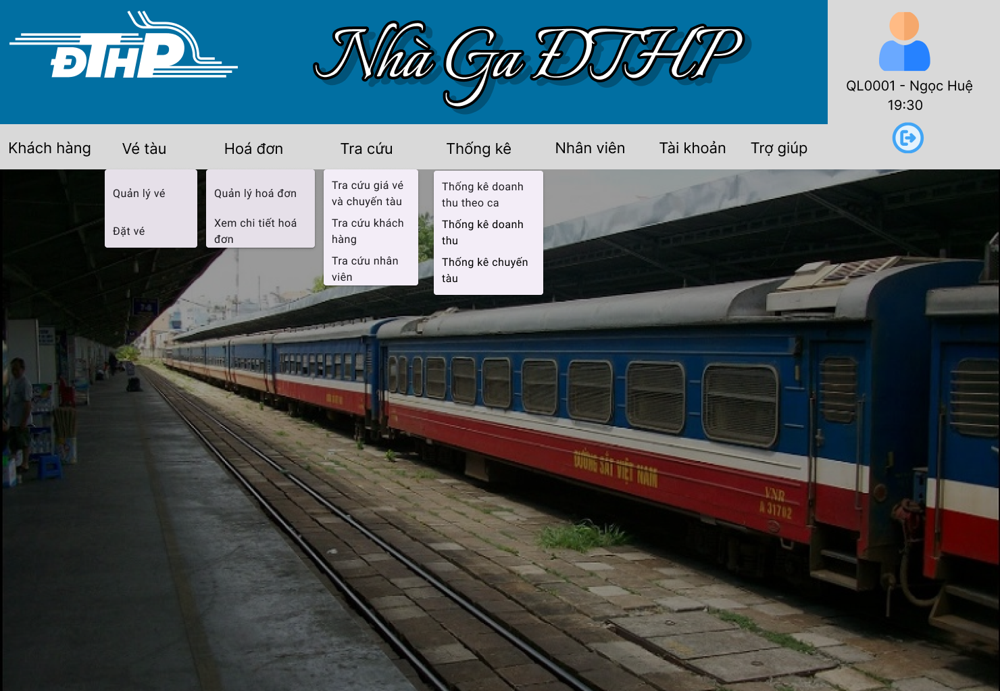 ĐTHP
Nhà Ga ĐTHP
QL0001 - Ngọc Huệ
19:30
Khách hàng
Vé tàu
Hoá đơn
Tra cứu
Thống kê
Nhân viên
Tài khoản
Trợ giúp
Quản lý vé
Đặt vé
Quản lý hoá đơn
Xem chi tiết hoá
đơn
Tra cứu giá vé
và chuyến tàu
Tra cứu khách
hàng
Tra cứu nhân
viên
Thống kê doanh
thu theo ca
Thống kê doanh
thu
Thống kê chuyến
tàu
7-8
ĐƯỜNG SẮT VIỆT NAM
VNR
A 31702